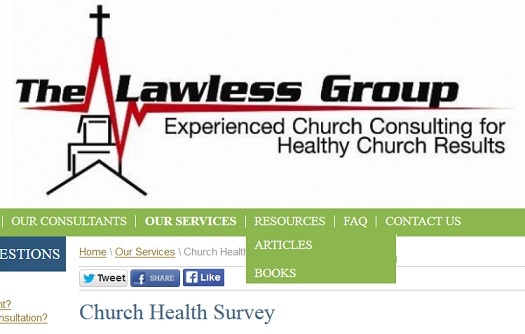 The Lawless Group
Experienced Church Consulting for
Healthy Church Results
OUR CONSULTANTS | OUR SERVICES | RESOURCES | FAQ | CONTACT US
ARTICLES
BOOKS
ESTIONS
Home \ Our Services \ Church Healt
Tweet SHARE Like
nt?
nsultation?
Church Health Survey